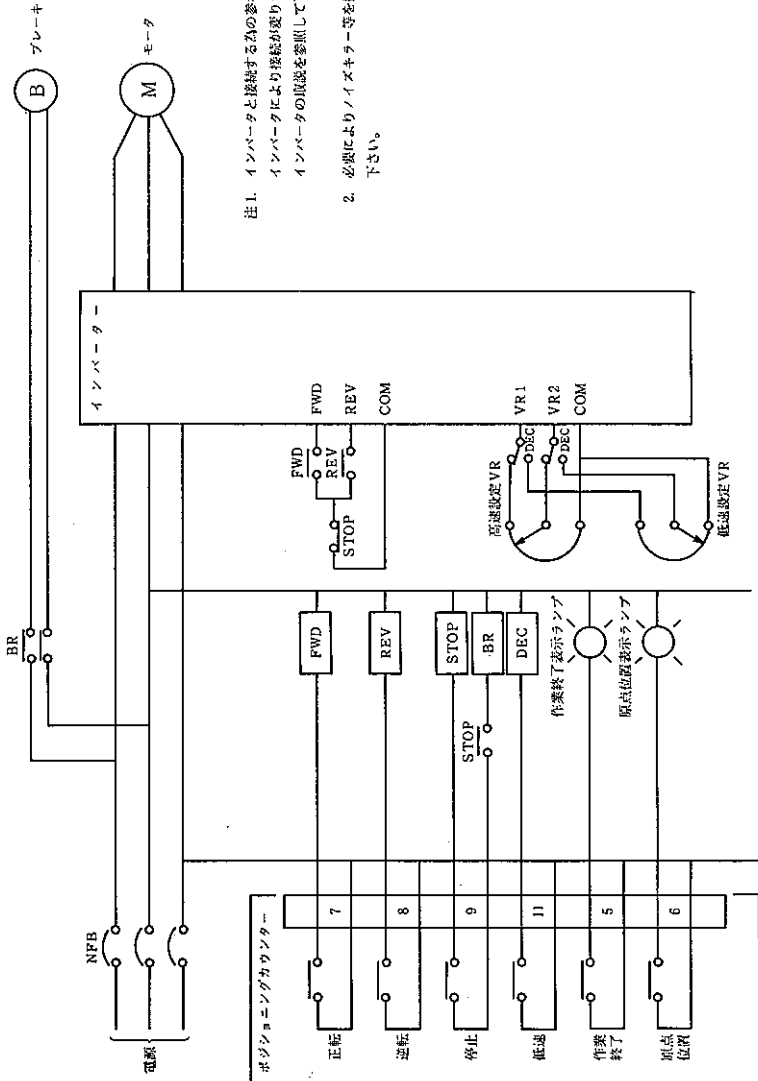 ブレーキ
B
モータ
M
BR
NFB
電源
注1. インバータと接続する為の参
インバータにより接続が変り
インバータの取説を参照して
2. 必要によりノイズキラー等を
下さい。
インバーター
FWD
REV
COM
VR1
VR2
COM
FWD
REV
STOP
DEC
DEC
高速設定VR
低速設定VR
FWD
REV
STOP
BR
DEC
STOP
作業終了表示ランプ
原点位置表示ランプ
ポジショニングカウンター
正転
7
逆転
8
停止
9
低速
11
作業
終了
5
原点
位置
6